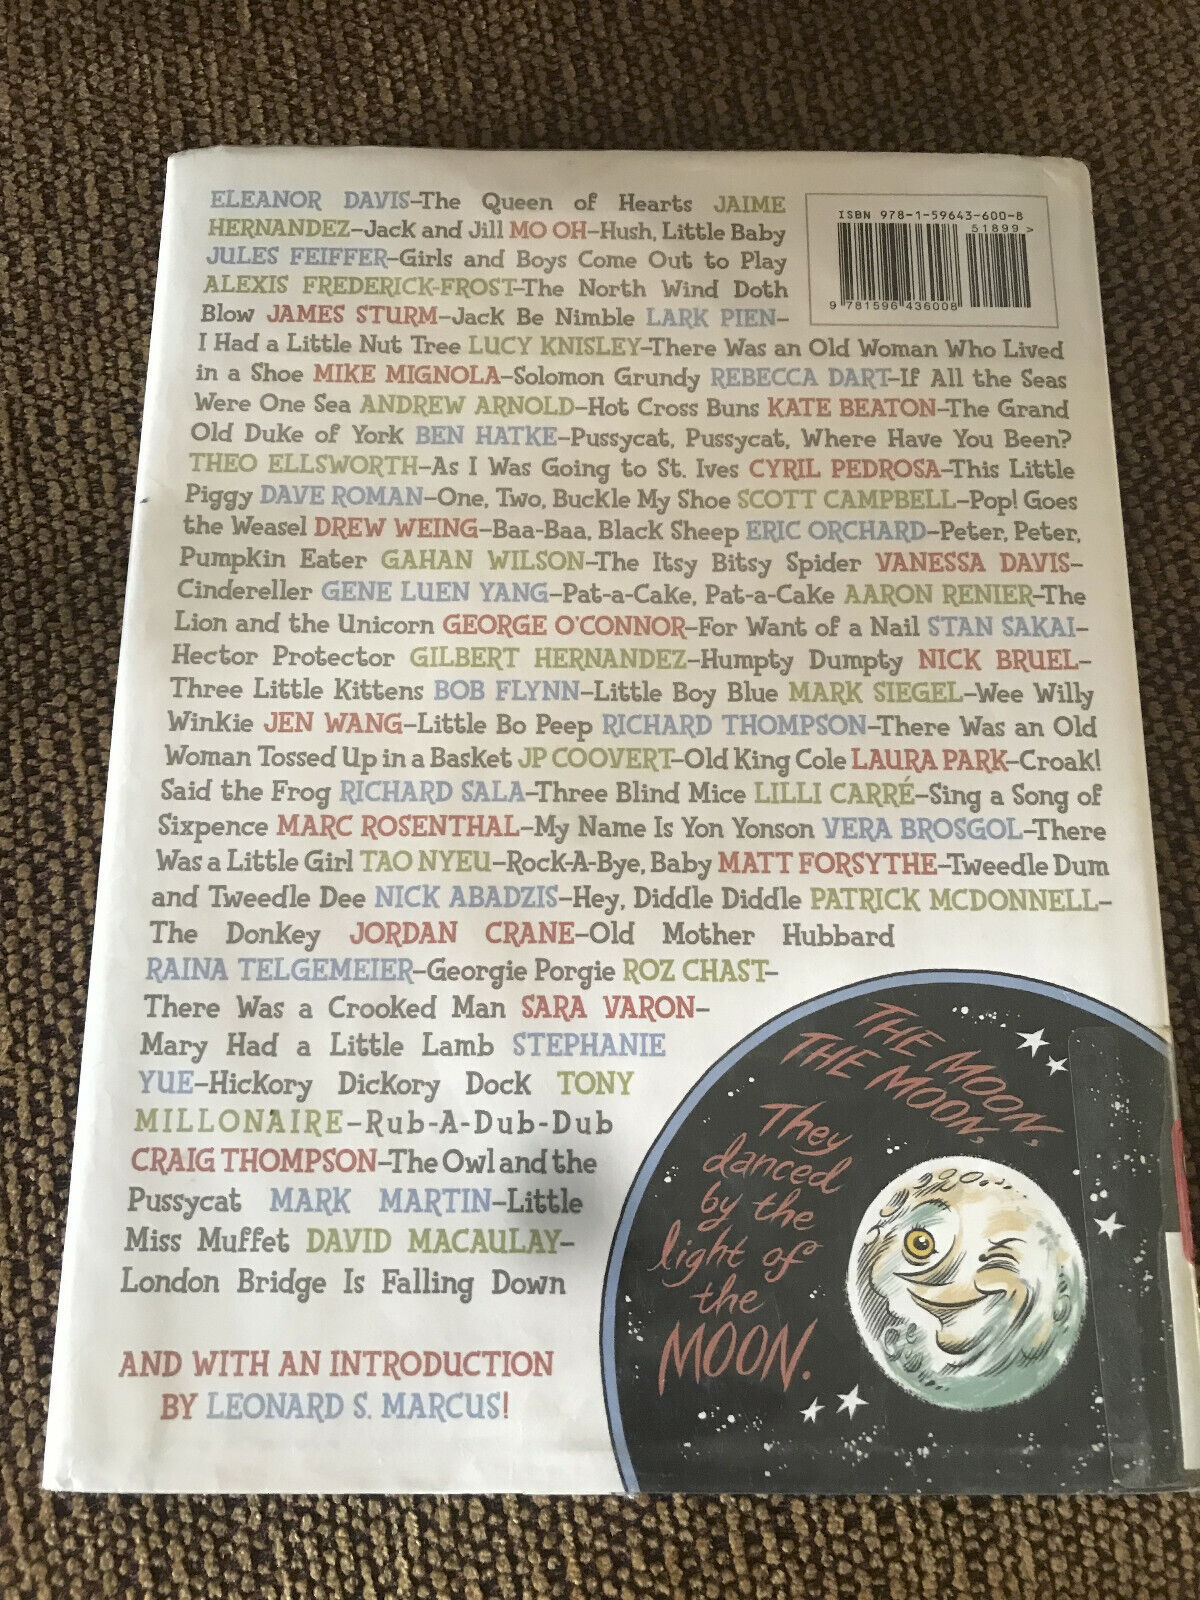 ELEANOR DAVIS–The Queen of Hearts JAIME
HERNANDEZ–Jack and Jill MO OH–Hush, Little Baby
JULES FEIFFER–Girls and Boys Come Out to Play
ALEXIS FREDERICK-FROST–The North Wind Doth
Blow JAMES STURM–Jack Be Nimble LARK PIEN–
I Had a Little Nut Tree LUCY KNISLEY–There Was an Old Woman Who Lived
in a Shoe MIKE MIGNOLA–Solomon Grundy REBECCA DART–If All the Seas
Were One Sea ANDREW ARNOLD–Hot Cross Buns KATE BEATON–The Grand
Old Duke of York BEN HATKE–Pussycat, Pussycat, Where Have You Been?
THEO ELLSWORTH–As I Was Going to St. Ives CYRIL PEDROSA–This Little
Piggy DAVE ROMAN–One, Two, Buckle My Shoe SCOTT CAMPBELL–Pop! Goes
the Weasel DREW WEING–Baa-Baa, Black Sheep ERIC ORCHARD–Peter, Peter,
Pumpkin Eater GAHAN WILSON–The Itsy Bitsy Spider VANESSA DAVIS–
Cindereller GENE LUEN YANG–Pat-a-Cake, Pat-a-Cake AARON RENIER–The
Lion and the Unicorn GEORGE O'CONNOR–For Want of a Nail STAN SAKAI–
Hector Protector GILBERT HERNANDEZ–Humpty Dumpty NICK BRUEL–
Three Little Kittens BOB FLYNN–Little Boy Blue MARK SIEGEL–Wee Willy
Winkie JEN WANG–Little Bo Peep RICHARD THOMPSON–There Was an Old
Woman Tossed Up in a Basket JP COOVERT–Old King Cole LAURA PARK–Croak!
Said the Frog RICHARD SALA–Three Blind Mice LILLI CARRÉ–Sing a Song of
Sixpence MARC ROSENTHAL–My Name Is Yon Yonson VERA BROSGOL–There
Was a Little Girl TAO NYEU–Rock-A-Bye, Baby MATT FORSYTHE–Tweedle Dum
and Tweedle Dee NICK ABADZIS–Hey, Diddle Diddle PATRICK MCDONNELL–
The Donkey JORDAN CRANE–Old Mother Hubbard
RAINA TELGEMEIER–Georgie Porgie ROZ CHAST–
There Was a Crooked Man SARA VARON–
Mary Had a Little Lamb STEPHANIE
YUE–Hickory Dickory Dock TONY
MILLONAIRE–Rub-A-Dub-Dub
CRAIG THOMPSON–The Owl and the
Pussycat MARK MARTIN–Little
Miss Muffet DAVID MACAULAY–
London Bridge Is Falling Down
AND WITH AN INTRODUCTION
BY LEONARD S. MARCUS!
ISBN 978-1-59643-600-8
51899>
9 781596 436008
THE MOON,
THE MOON,
They
danced
by the
light of
the
MOON.